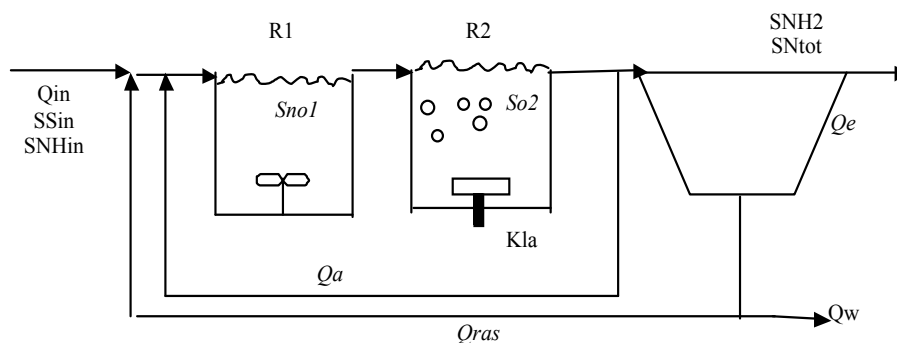 R1
R2
SNH2
SNtot
Qin
SSin
SNHin
Sno1
So2
Qe
Kla
Qa
Qw
Qras